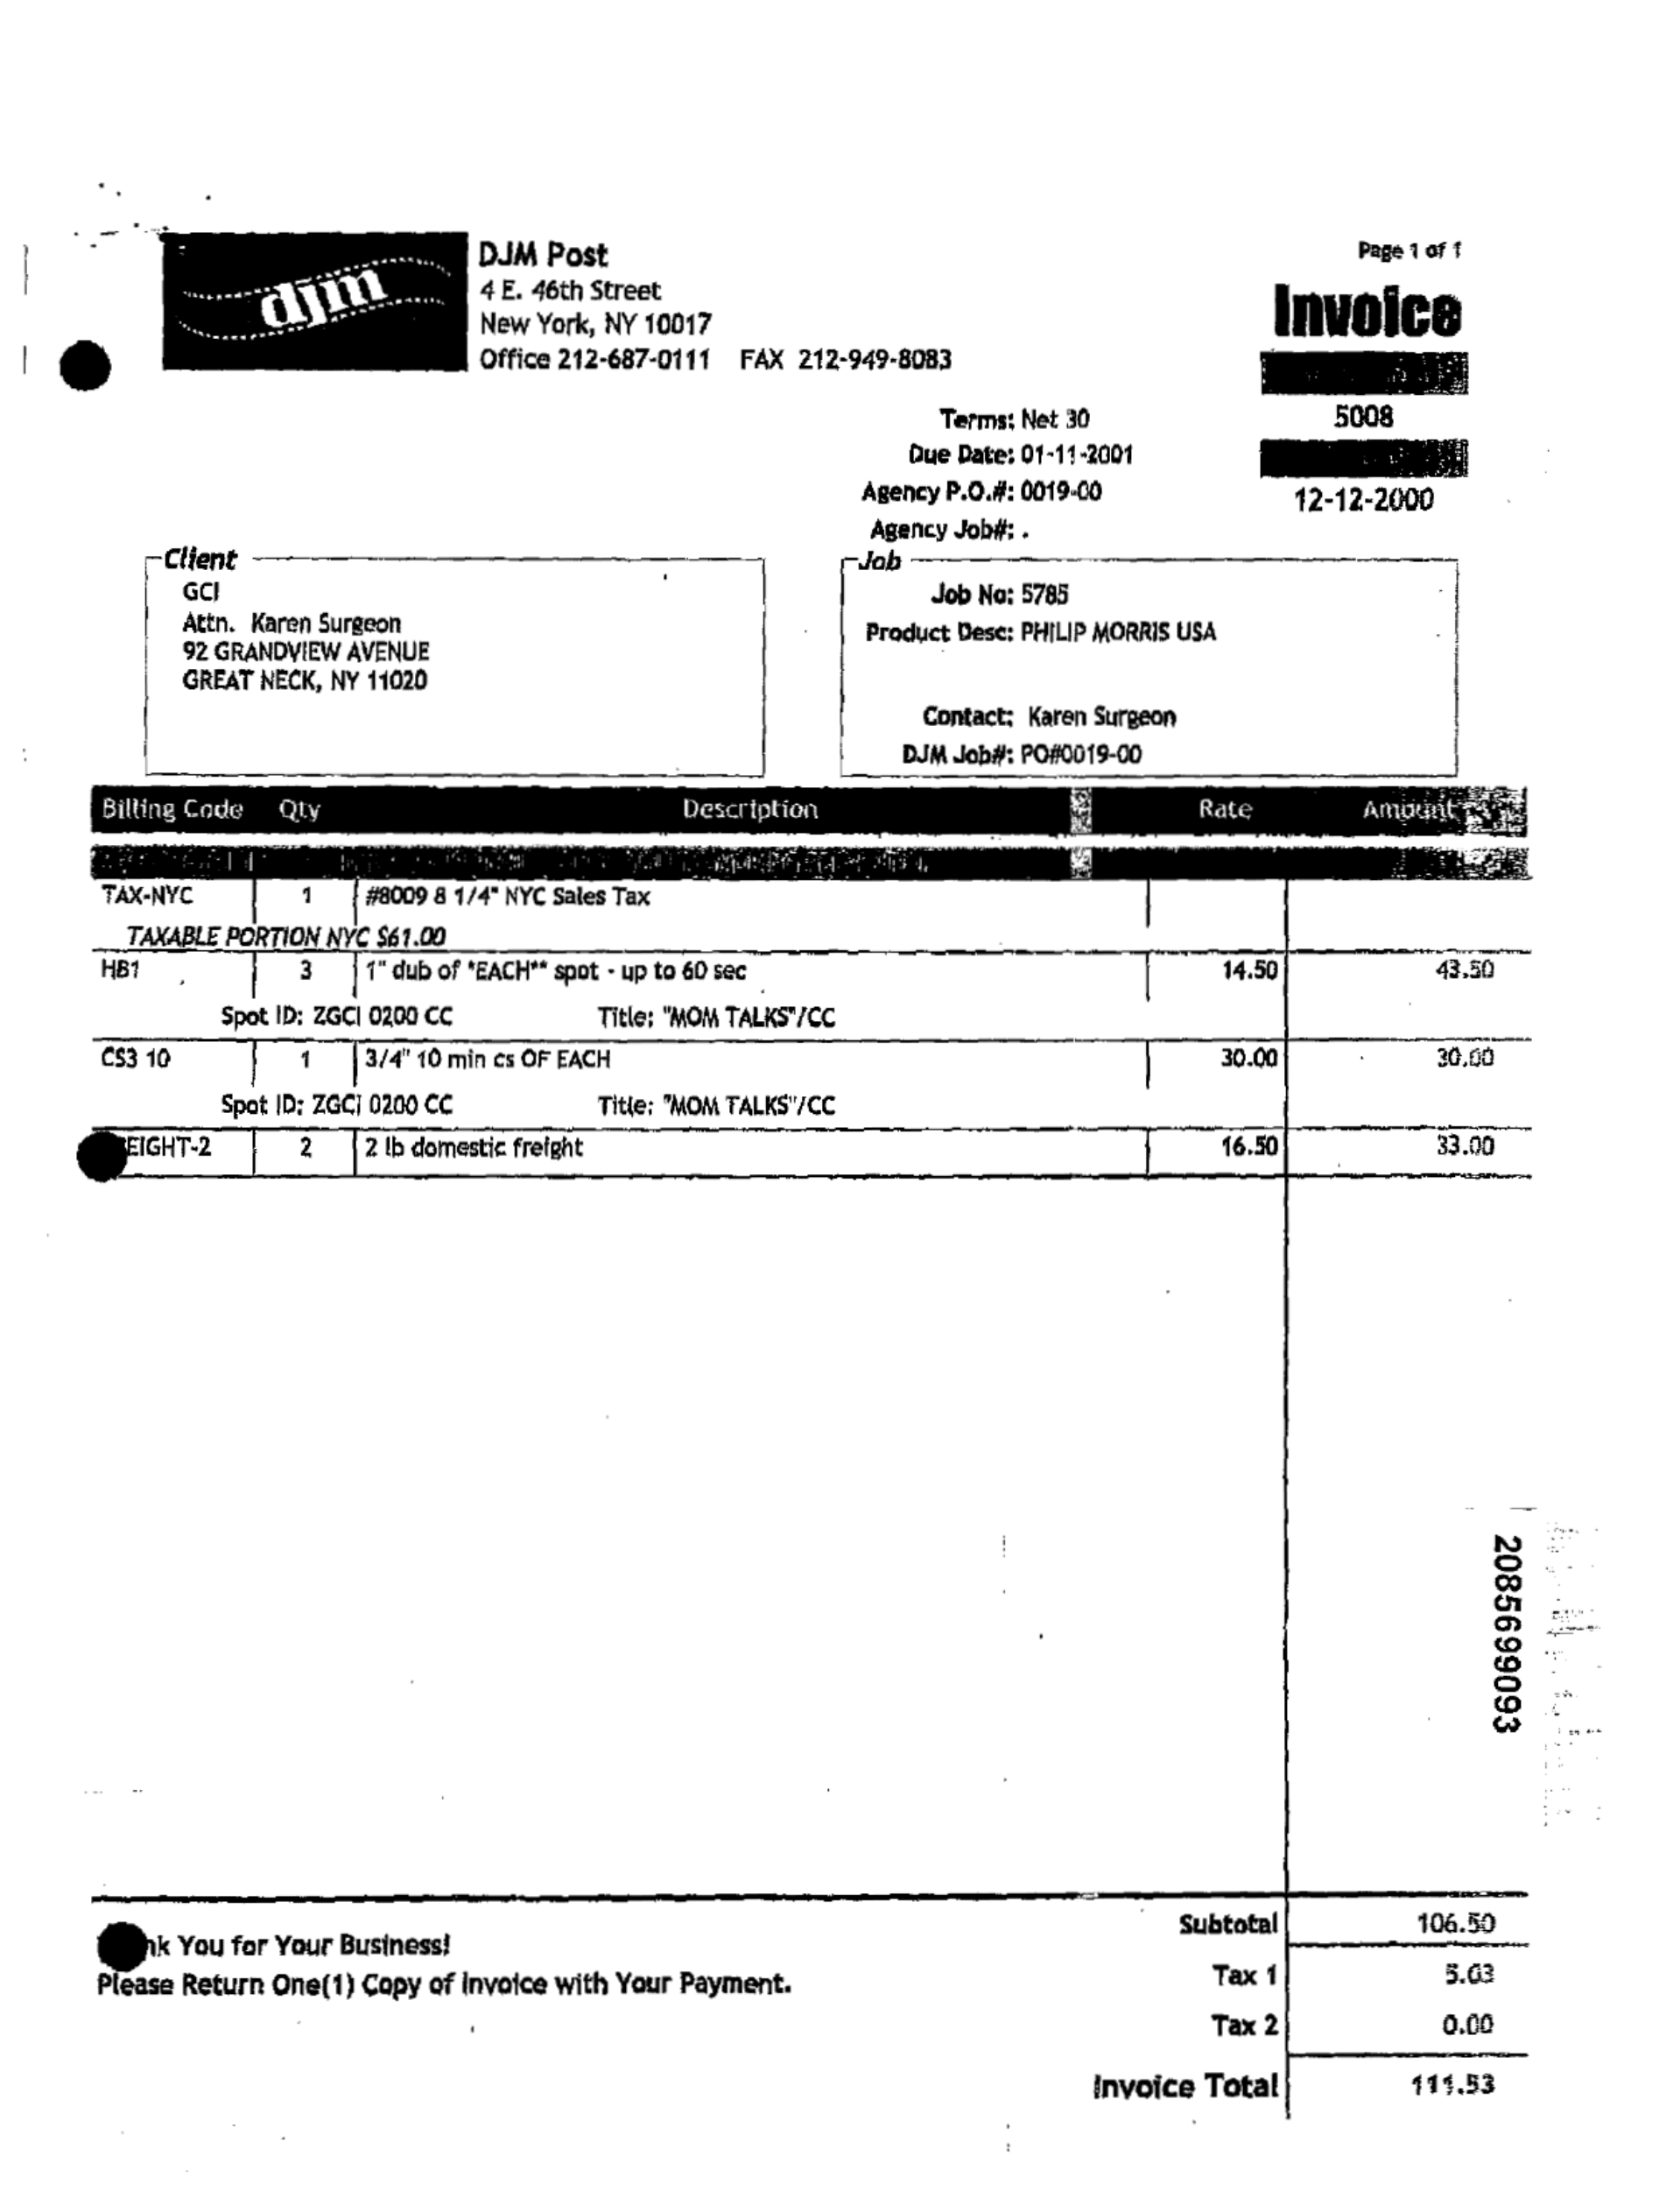 djm
DJM Post
4 E. 46th Street
New York, NY 10017
Office 212-687-0111 FAX 212-949-8083
Page 1 of 1
Invoice
5008
12-12-2000
Terms: Net 30
Due Date: 01-11-2001
Agency P.O.#: 0019-00
Agency Job#: .
Client
GCI
Attn. Karen Surgeon
92 GRANDVIEW AVENUE
GREAT NECK, NY 11020
Job
Job No: 5785
Product Desc: PHILIP MORRIS USA
Contact: Karen Surgeon
DJM Job#: PO#0019-00
Billing Code Qty Description Rate Amount
TAX-NYC 1 #8009 8 1/4" NYC Sales Tax
TAXABLE PORTION NYC $61.00
HB1 3 1" dub of *EACH** spot - up to 60 sec 14.50 43.50
Spot ID: ZGCI 0200 CC Title: "MOM TALKS"/CC
CS3 10 1 3/4" 10 min cs OF EACH 30.00 30.00
Spot ID: ZGCI 0200 CC Title: "MOM TALKS"/CC
EIGHT-2 2 2 lb domestic freight 16.50 33.00
2085699093
Subtotal 106.50
nk You for Your Business!
Please Return One(1) Copy of Invoice with Your Payment.
Tax 1 5.03
Tax 2 0.00
Invoice Total 111.53